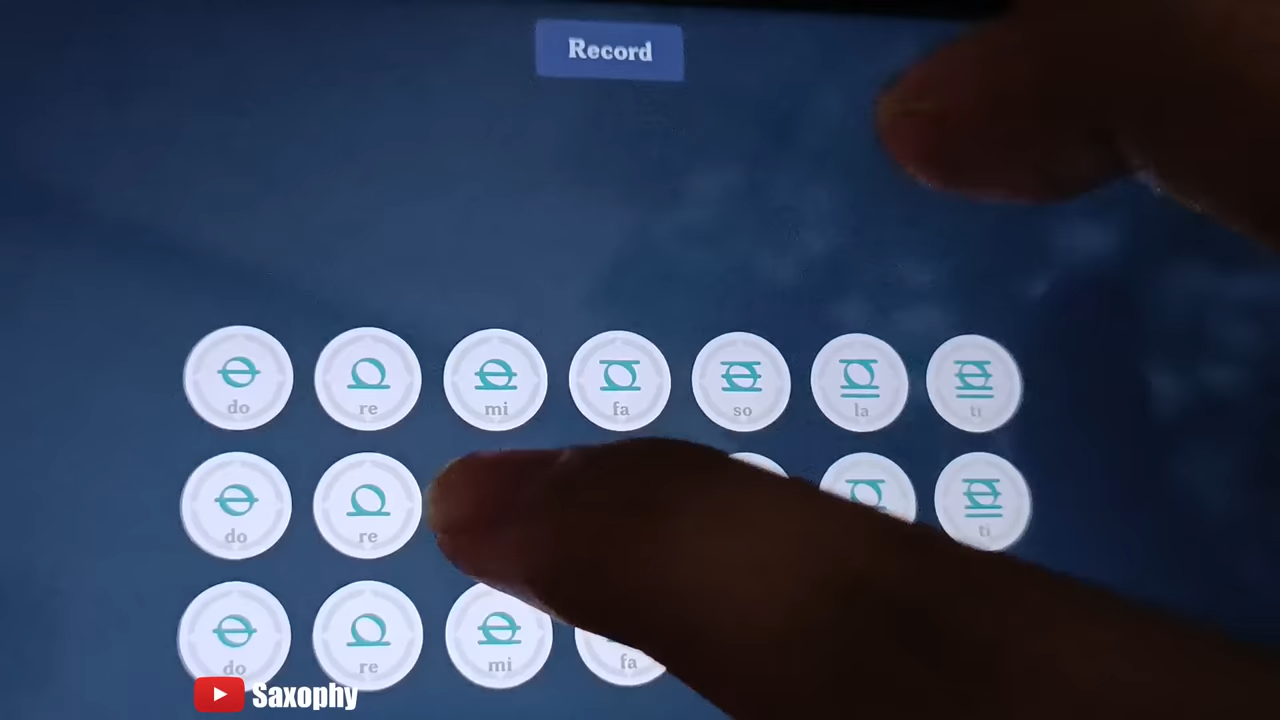 Record
do re mi fa so la ti
do re ti
do re mi fa
Saxophy